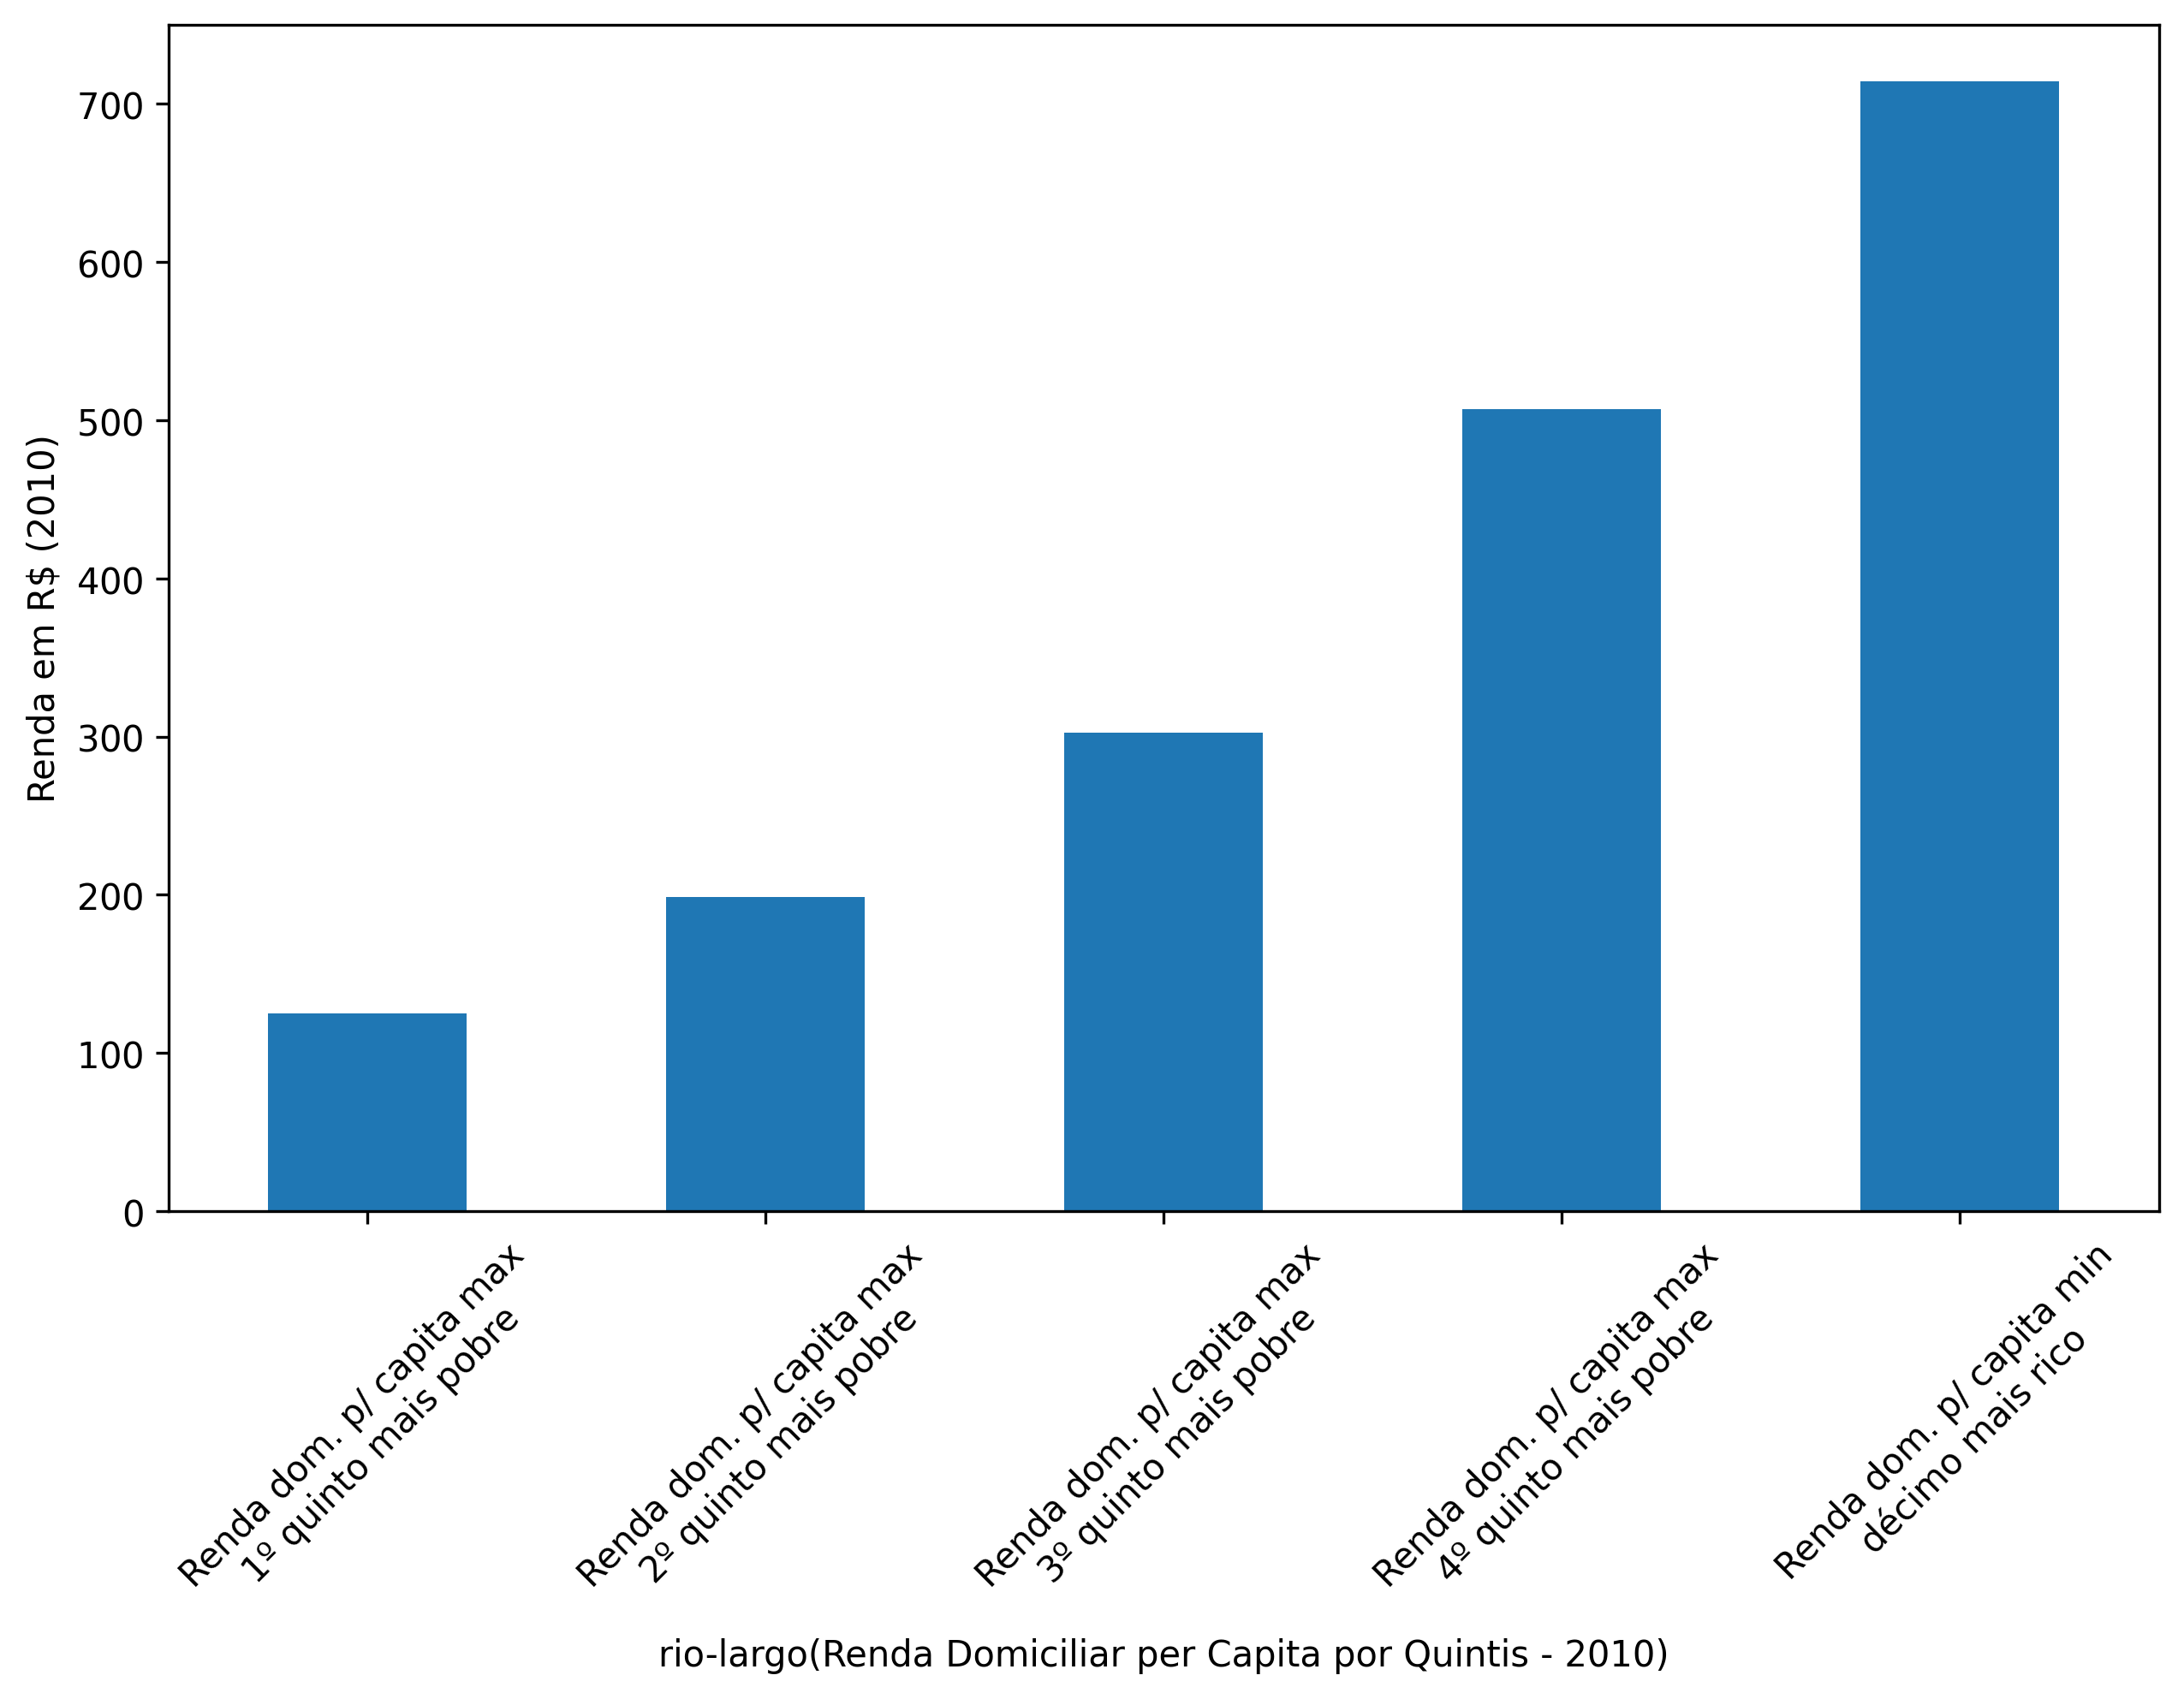 Renda em R$ (2010)
700
600
500
400
300
200
100
0
Renda dom. p/ capita max
1º quinto mais pobre
Renda dom. p/ capita max
2º quinto mais pobre
Renda dom. p/ capita max
3º quinto mais pobre
Renda dom. p/ capita max
4º quinto mais pobre
Renda dom. p/ capita min
décimo mais rico
rio-largo(Renda Domiciliar per Capita por Quintis - 2010)